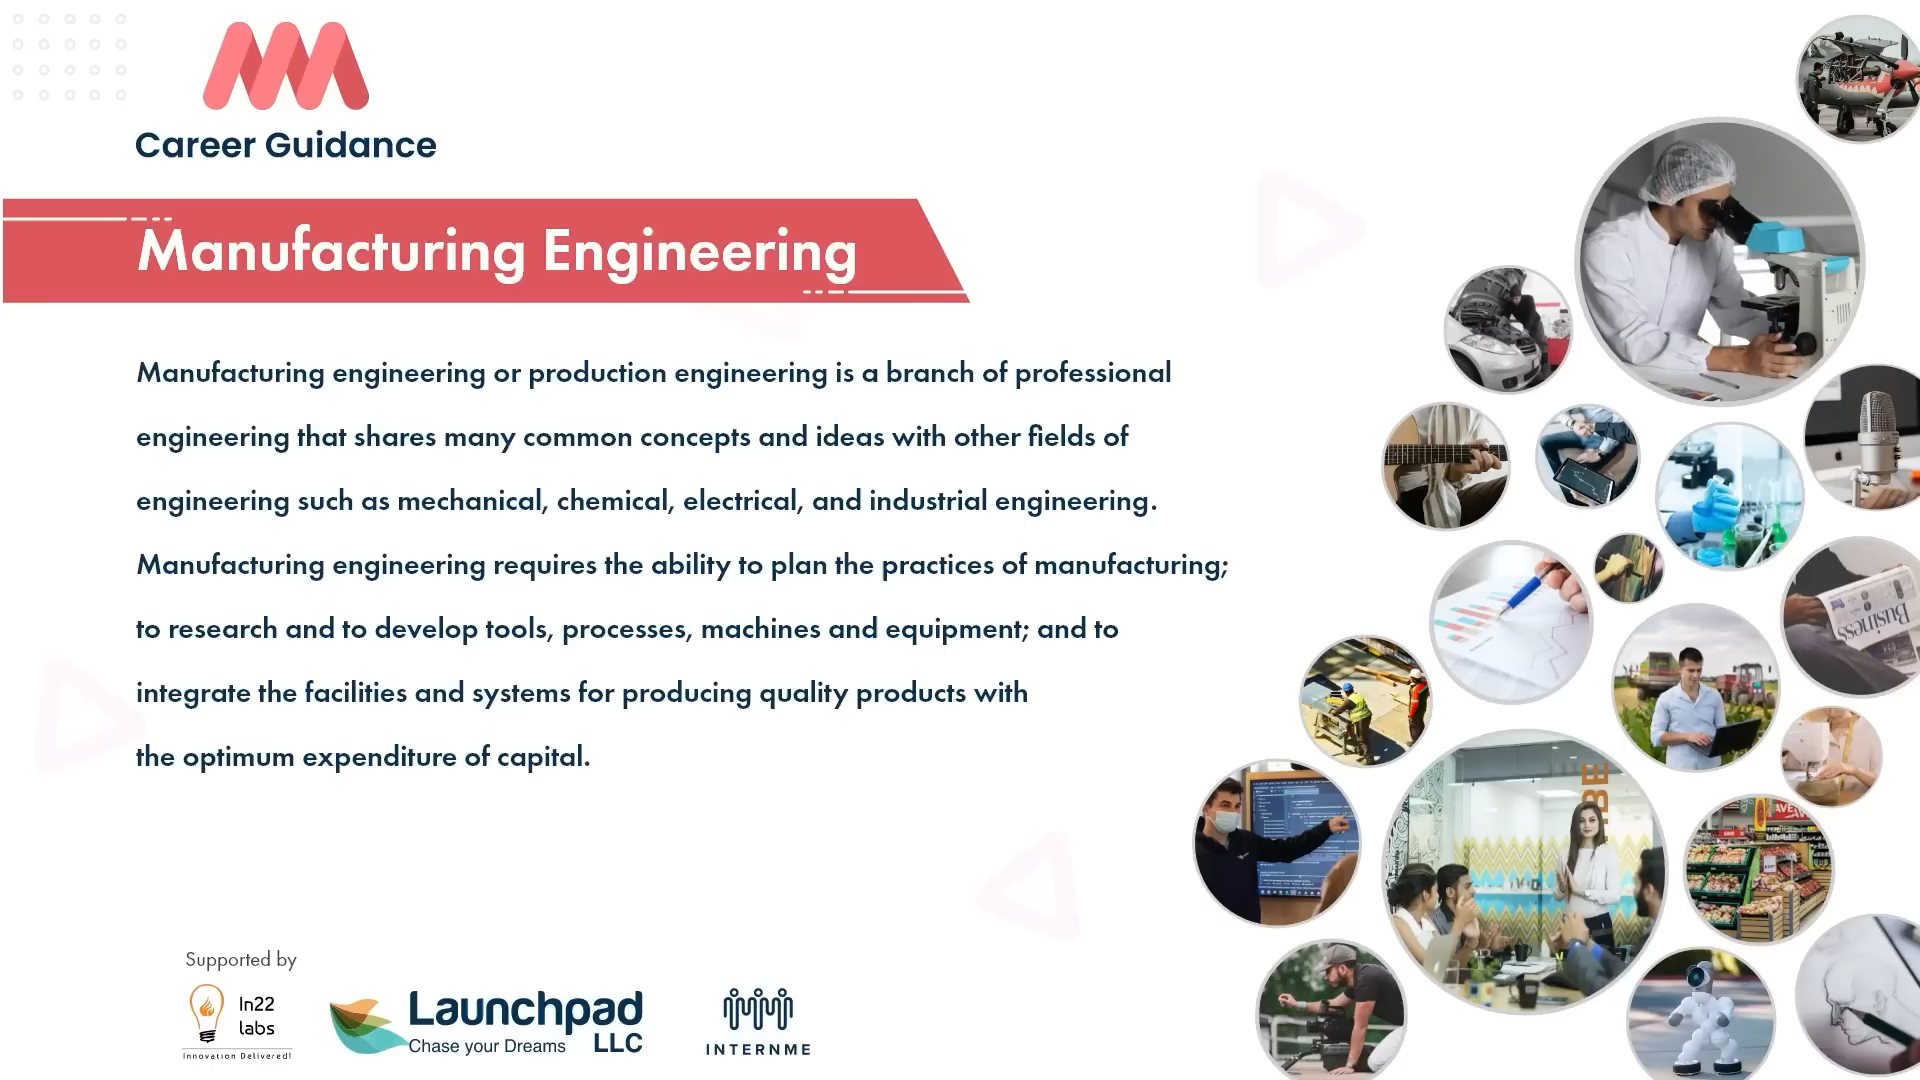 Career Guidance
Manufacturing Engineering
Manufacturing engineering or production engineering is a branch of professional
engineering that shares many common concepts and ideas with other fields of
engineering such as mechanical, chemical, electrical, and industrial engineering.
Manufacturing engineering requires the ability to plan the practices of manufacturing;
to research and to develop tools, processes, machines and equipment; and to
integrate the facilities and systems for producing quality products with
the optimum expenditure of capital.
Business
Supported by
In22
labs
Innovation Delivered!
Launchpad
Chase your Dreams LLC
INTERNME